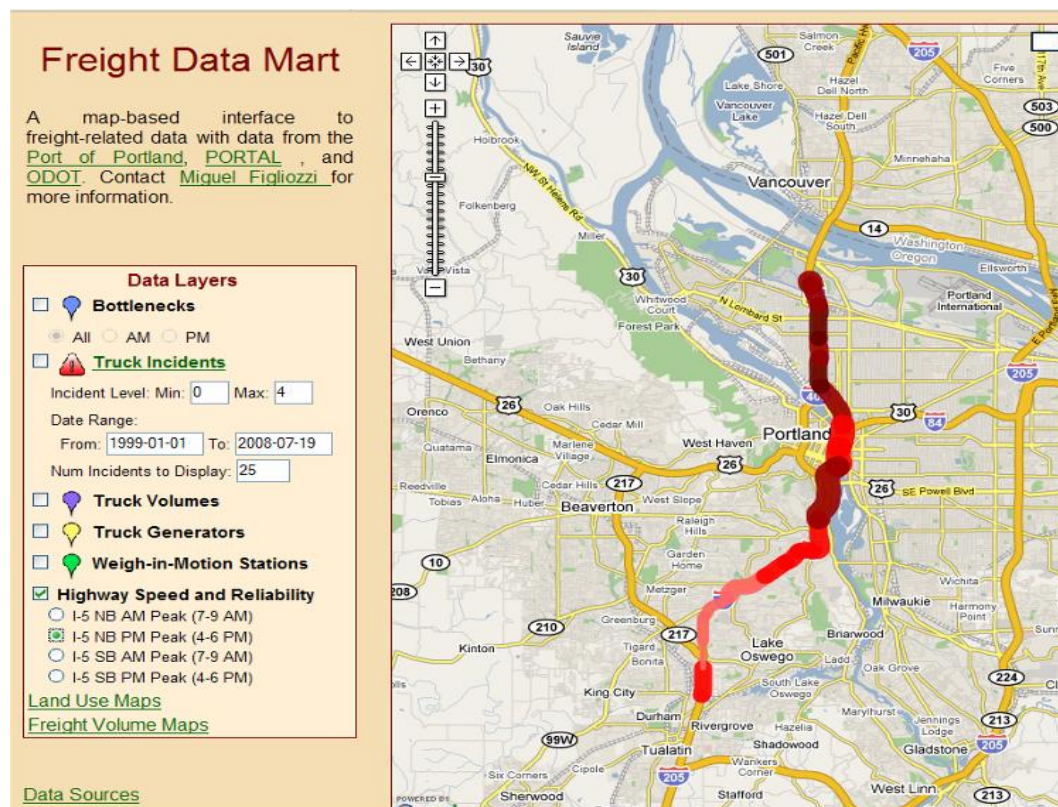 Freight Data Mart
A map-based interface to
freight-related data with data from the
Port of Portland, PORTAL , and
ODOT. Contact Miguel Figliozzi for
more information.
Data Layers
Bottlenecks
All AM PM
Truck Incidents
Incident Level: Min: 0 Max: 4
Date Range:
From: 1999-01-01 To: 2008-07-19
Num Incidents to Display: 25
Truck Volumes
Truck Generators
Weigh-in-Motion Stations
Highway Speed and Reliability
I-5 NB AM Peak (7-9 AM)
I-5 NB PM Peak (4-6 PM)
I-5 SB AM Peak (7-9 AM)
I-5 SB PM Peak (4-6 PM)
Land Use Maps
Freight Volume Maps
Data Sources
Sauvie
Island
Salmon
Creek
501
205
Pacific Hwy
17th Ave
30
Lake Shore
Hazel
Dell North
Five
Corners
Vancouver
Lake
503
Hazel Dell
South
500
Holbrook
Minnehaha
NW St Helens Rd
Vancouver
Folkenberg
14
Miller
Washington
Oregon
Ellsworth
30
Portland
International
N Lombard St
Whitwood
Court
Forest Park
West Union
Bethany
205
26
Oak Hills
Orenco
Cedar Mill
30
84
Portland
West Haven
Marlene
Village
Quatama
Elmonica
26
217
26
Reedville
Cedar Hills
SE Powell Blvd
Tobias
Aloha
Huber
West Slope
Beaverton
Raleigh
Hills
10
Garden
Home
208
Metzger
Wichita
Milwaukie
Harmony
Point
Greenburg
210
217
Briarwood
Kinton
Tigard
Lake
Oswego
Bonita
Ladd
Oak Grove
224
King City
South Lake
Oswego
Marylhurst
Jennings
Lodge
213
Durham
Rivergrove
Hazelia
99W
Shadowood
Gladstone
Tualatin
205
Wankers
Corner
Six Corners
Cipole
205
West Linn
Sherwood
Stafford
213
POWERED BY